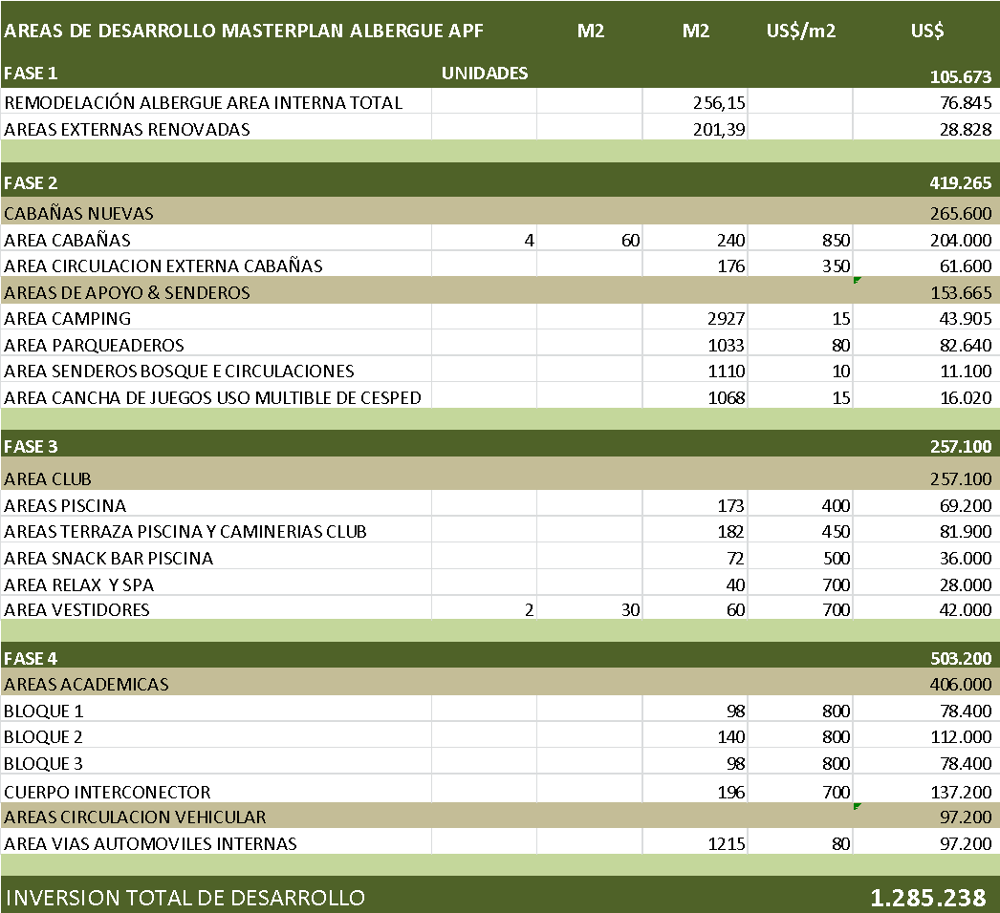 AREAS DE DESARROLLO MASTERPLAN ALBERGUE APF M2 M2 US$/m2 US$
FASE 1 UNIDADES 105.673
REMODELACIÓN ALBERGUE AREA INTERNA TOTAL 256,15 76.845
AREAS EXTERNAS RENOVADAS 201,39 28.828
FASE 2 419.265
CABAÑAS NUEVAS 265.600
AREA CABAÑAS 4 60 240 850 204.000
AREA CIRCULACION EXTERNA CABAÑAS 176 350 61.600
AREAS DE APOYO & SENDEROS 153.665
AREA CAMPING 2927 15 43.905
AREA PARQUEADEROS 1033 80 82.640
AREA SENDEROS BOSQUE E CIRCULACIONES 1110 10 11.100
AREA CANCHA DE JUEGOS USO MULTIBLE DE CESPED 1068 15 16.020
FASE 3 257.100
AREA CLUB 257.100
AREAS PISCINA 173 400 69.200
AREAS TERRAZA PISCINA Y CAMINERIAS CLUB 182 450 81.900
AREA SNACK BAR PISCINA 72 500 36.000
AREA RELAX Y SPA 40 700 28.000
AREA VESTIDORES 2 30 60 700 42.000
FASE 4 503.200
AREAS ACADEMICAS 406.000
BLOQUE 1 98 800 78.400
BLOQUE 2 140 800 112.000
BLOQUE 3 98 800 78.400
CUERPO INTERCONECTOR 196 700 137.200
AREAS CIRCULACION VEHICULAR 97.200
AREA VIAS AUTOMOVILES INTERNAS 1215 80 97.200
INVERSION TOTAL DE DESARROLLO 1.285.238